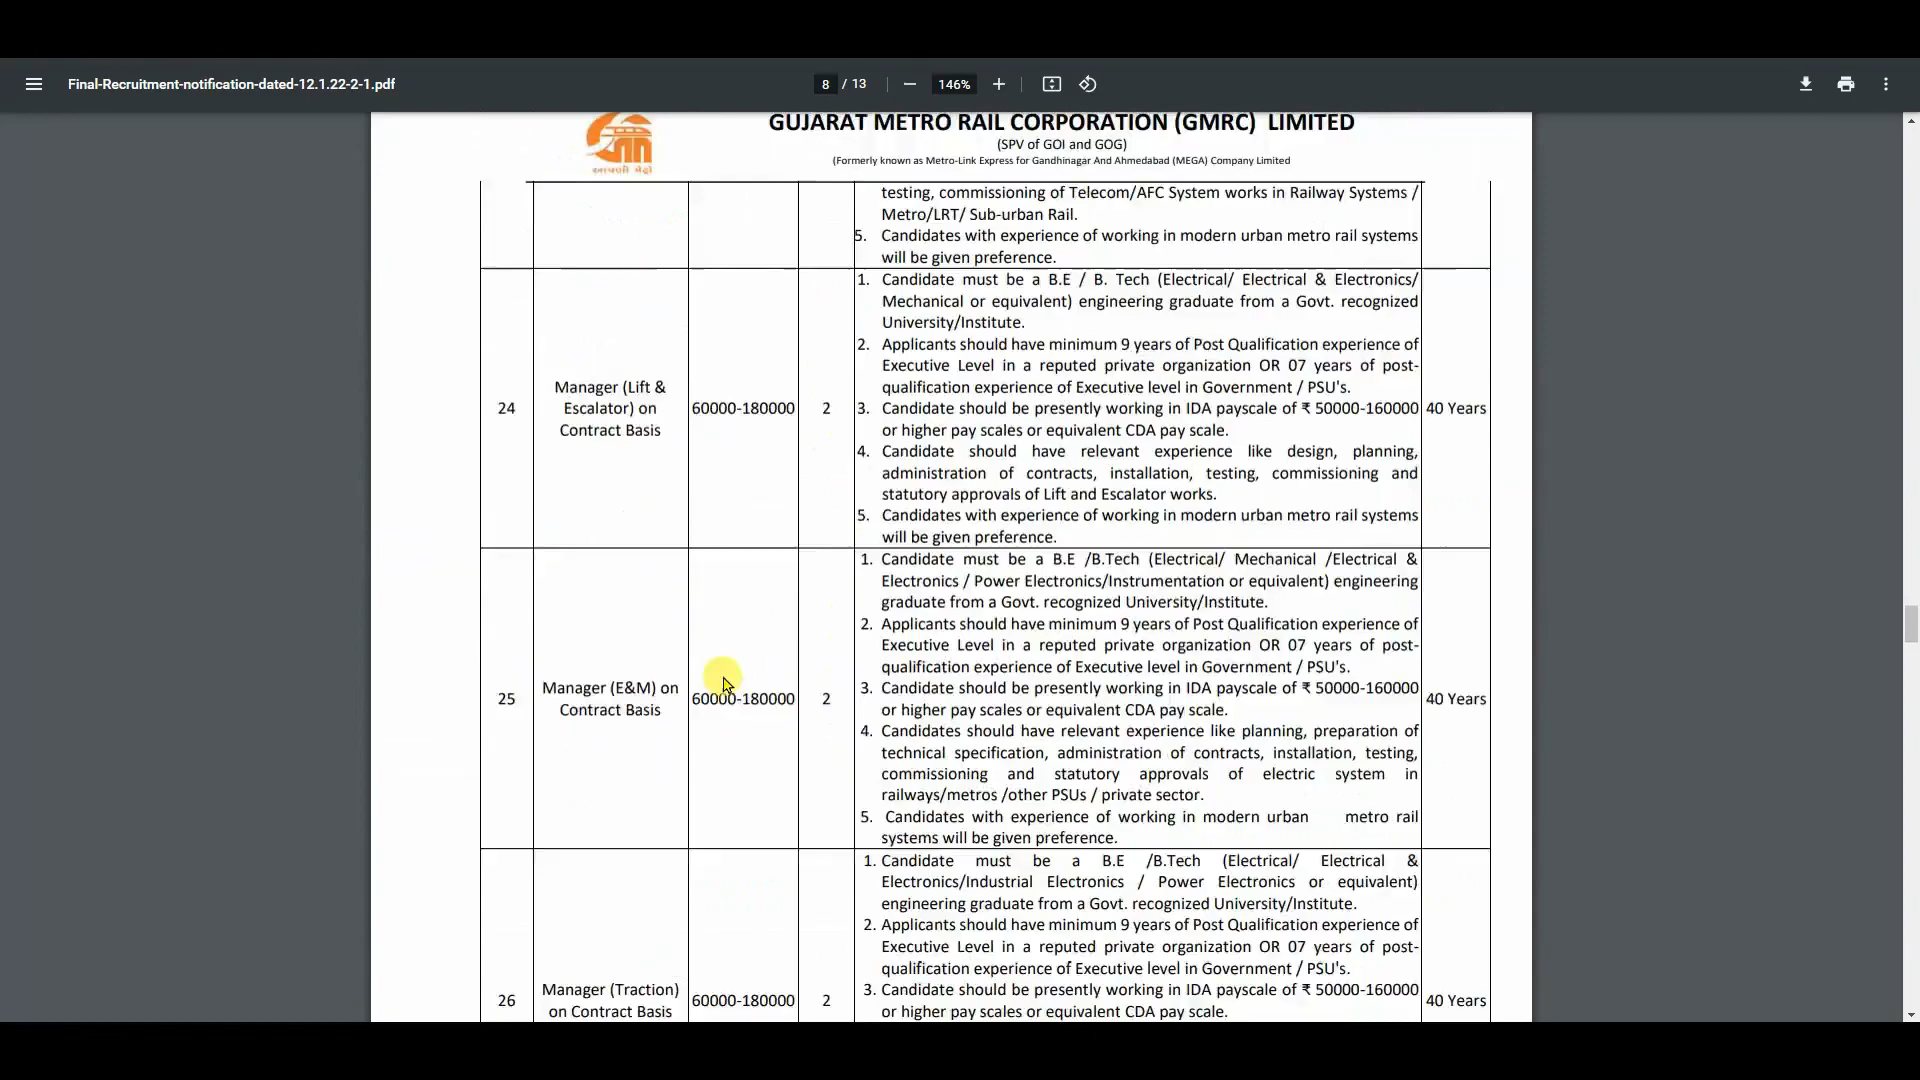 Final-Recruitment-notification-dated-12.1.22-2-1.pdf
8 / 13
146%
GUJARAT METRO RAIL CORPORATION (GMRC) LIMITED
(SPV of GOI and GOG)
(Formerly known as Metro-Link Express for Gandhinagar And Ahmedabad (MEGA) Company Limited
testing, commissioning of Telecom/AFC System works in Railway Systems /
Metro/LRT/ Sub-urban Rail.
5. Candidates with experience of working in modern urban metro rail systems
will be given preference.
24
Manager (Lift &
Escalator) on
Contract Basis
60000-180000
2
1. Candidate must be a B.E / B. Tech (Electrical/ Electrical & Electronics/
Mechanical or equivalent) engineering graduate from a Govt. recognized
University/Institute.
2. Applicants should have minimum 9 years of Post Qualification experience of
Executive Level in a reputed private organization OR 07 years of post-
qualification experience of Executive level in Government / PSU's.
3. Candidate should be presently working in IDA payscale of ₹ 50000-160000
or higher pay scales or equivalent CDA pay scale.
4. Candidate should have relevant experience like design, planning,
administration of contracts, installation, testing, commissioning and
statutory approvals of Lift and Escalator works.
5. Candidates with experience of working in modern urban metro rail systems
will be given preference.
40 Years
25
Manager (E&M) on
Contract Basis
60000-180000
2
1. Candidate must be a B.E /B.Tech (Electrical/ Mechanical /Electrical &
Electronics / Power Electronics/Instrumentation or equivalent) engineering
graduate from a Govt. recognized University/Institute.
2. Applicants should have minimum 9 years of Post Qualification experience of
Executive Level in a reputed private organization OR 07 years of post-
qualification experience of Executive level in Government / PSU's.
3. Candidate should be presently working in IDA payscale of ₹ 50000-160000
or higher pay scales or equivalent CDA pay scale.
4. Candidates should have relevant experience like planning, preparation of
technical specification, administration of contracts, installation, testing,
commissioning and statutory approvals of electric system in
railways/metros /other PSUs / private sector.
5. Candidates with experience of working in modern urban metro rail
systems will be given preference.
40 Years
26
Manager (Traction)
on Contract Basis
60000-180000
2
1. Candidate must be a B.E /B.Tech (Electrical/ Electrical &
Electronics/Industrial Electronics / Power Electronics or equivalent)
engineering graduate from a Govt. recognized University/Institute.
2. Applicants should have minimum 9 years of Post Qualification experience of
Executive Level in a reputed private organization OR 07 years of post-
qualification experience of Executive level in Government / PSU's.
3. Candidate should be presently working in IDA payscale of ₹ 50000-160000
or higher pay scales or equivalent CDA pay scale.
40 Years